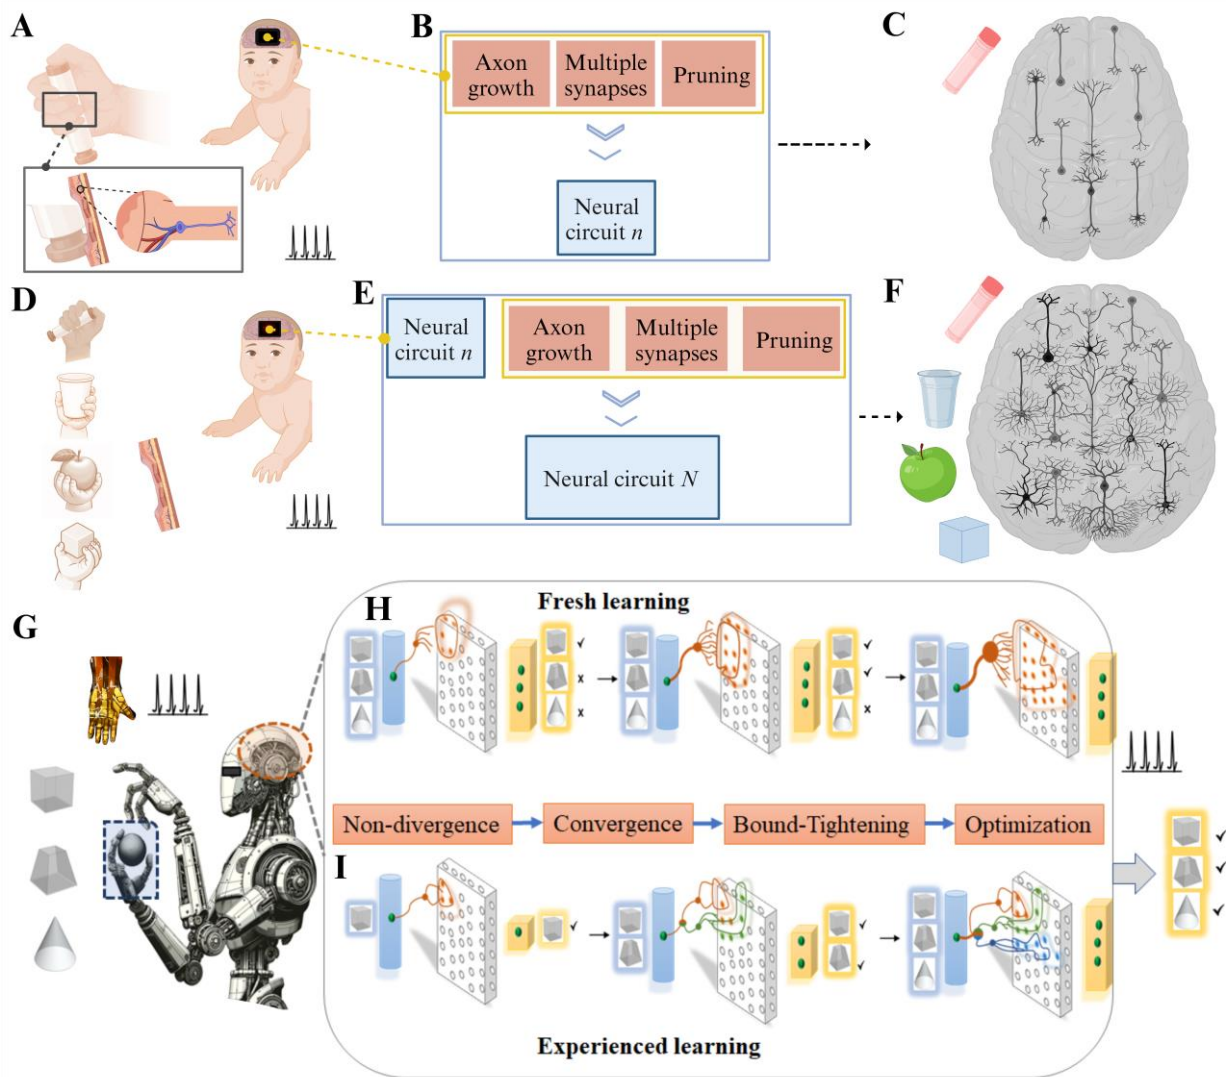 A
B
C
Axon
growth
Multiple
synapses
Pruning
Neural
circuit n
D
E
F
Neural
circuit n
Axon
growth
Multiple
synapses
Pruning
Neural circuit N
G
H
Fresh learning
✓
x
x
✓
✓
x
Non-divergence
Convergence
Bound-Tightening
Optimization
✓
✓
✓
I
✓
✓
✓
Experienced learning